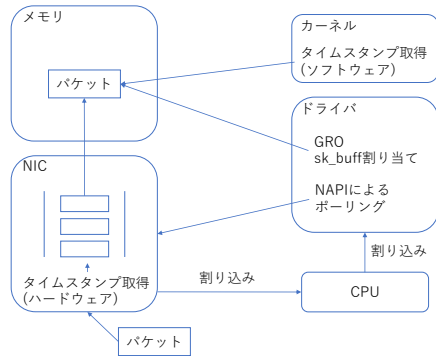 メモリ
パケット
カーネル
タイムスタンプ取得
(ソフトウェア)
ドライバ
GRO
sk_buff割り当て
NAPIによる
ポーリング
NIC
タイムスタンプ取得
(ハードウェア)
割り込み
割り込み
CPU
パケット